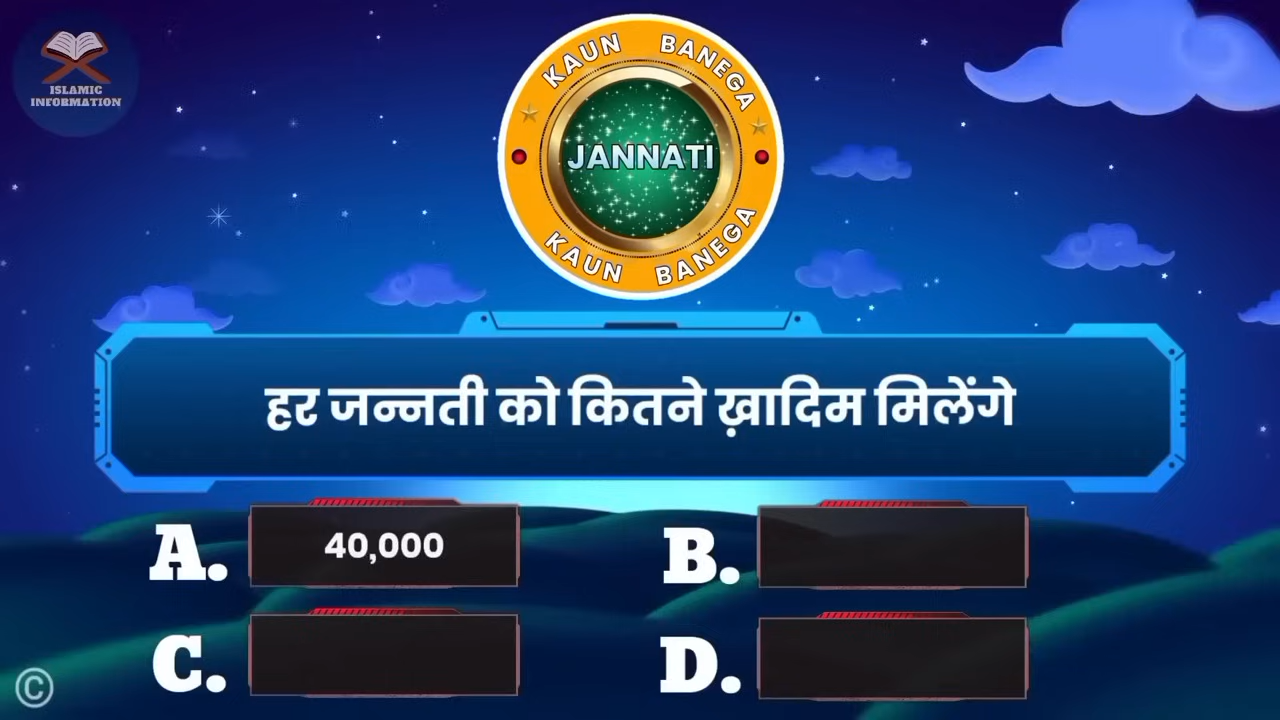 ISLAMIC
INFORMATION
KAUN BANEGA
JANNATI
KAUN BANEGA
हर जन्नती को कितने ख़ादिम मिलेंगे
A. 40,000
B.
C.
D.
©